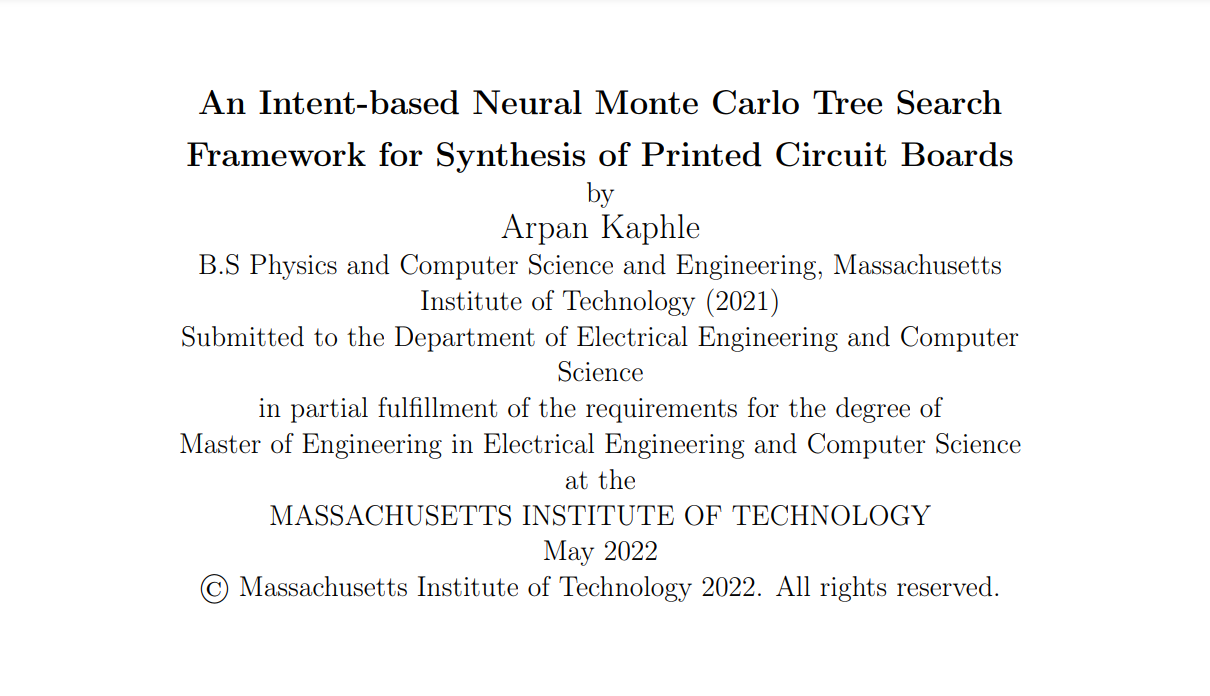 An Intent-based Neural Monte Carlo Tree Search
Framework for Synthesis of Printed Circuit Boards
by
Arpan Kaphle
B.S Physics and Computer Science and Engineering, Massachusetts
Institute of Technology (2021)
Submitted to the Department of Electrical Engineering and Computer
Science
in partial fulfillment of the requirements for the degree of
Master of Engineering in Electrical Engineering and Computer Science
at the
MASSACHUSETTS INSTITUTE OF TECHNOLOGY
May 2022
© Massachusetts Institute of Technology 2022. All rights reserved.